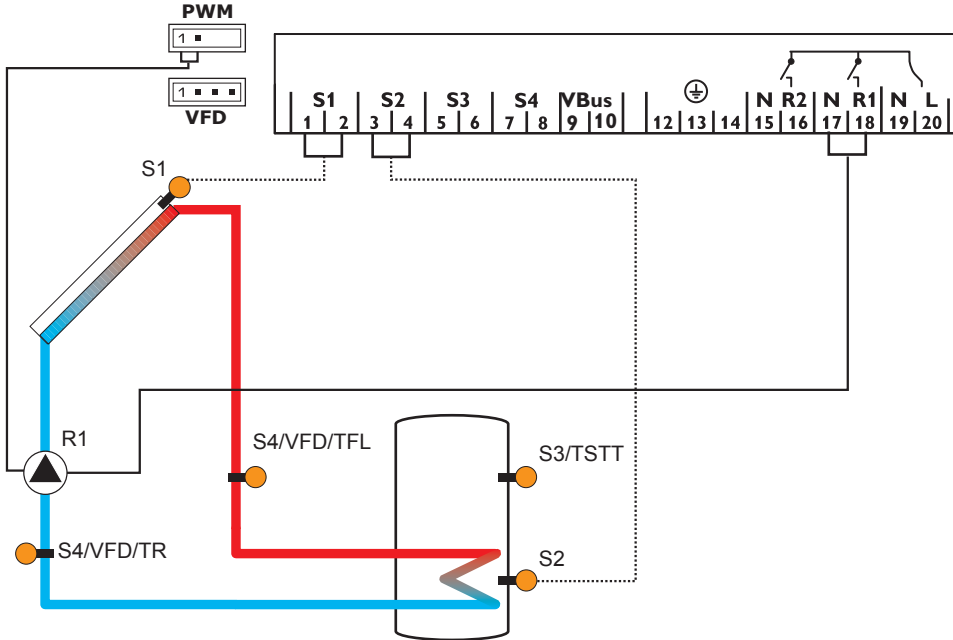 PWM
1
1
VFD
S1 S2 S3 S4 VBus N R2 N R1 N L
1 2 3 4 5 6 7 8 9 10 12 13 14 15 16 17 18 19 20
S1
R1
S4/VFD/TFL
S3/TSTT
S4/VFD/TR
S2